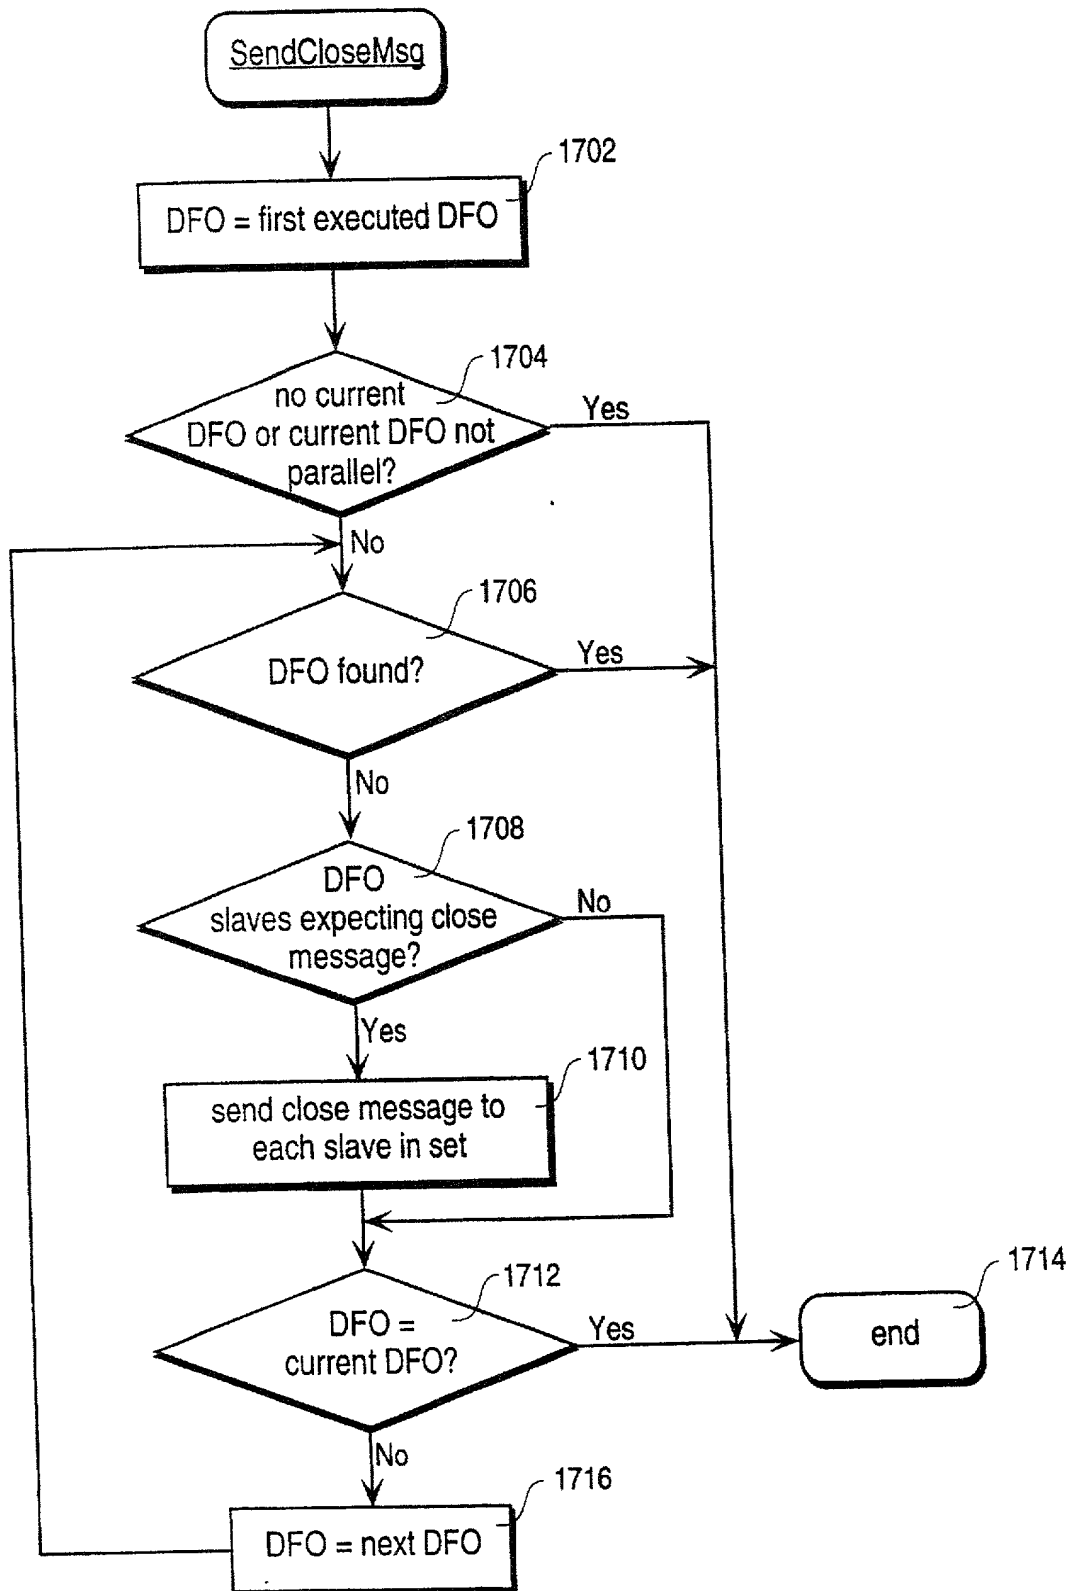 SendCloseMsg
1702
DFO = first executed DFO
1704
no current
DFO or current DFO not
parallel?
Yes
No
1706
DFO found?
Yes
No
1708
DFO
slaves expecting close
message?
No
Yes
1710
send close message to
each slave in set
1712
DFO =
current DFO?
Yes
1714
end
No
1716
DFO = next DFO